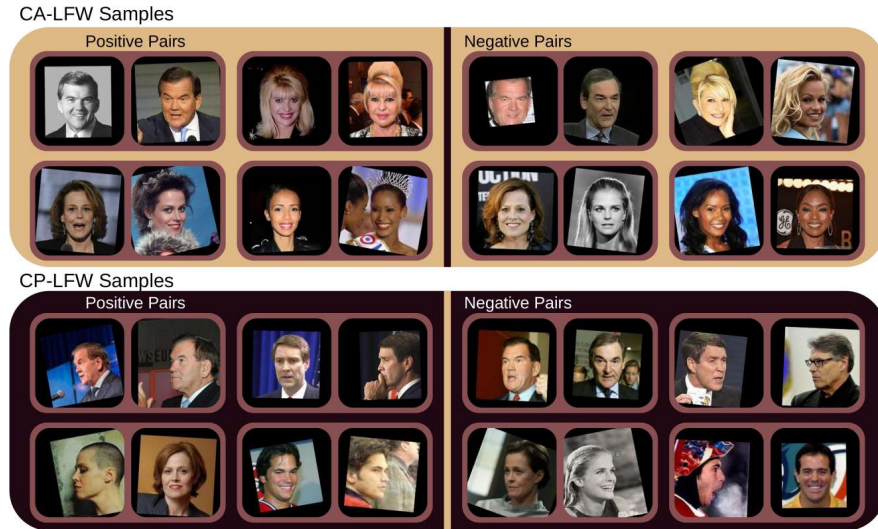 CA-LFW Samples
Positive Pairs
Negative Pairs
CP-LFW Samples
Positive Pairs
Negative Pairs